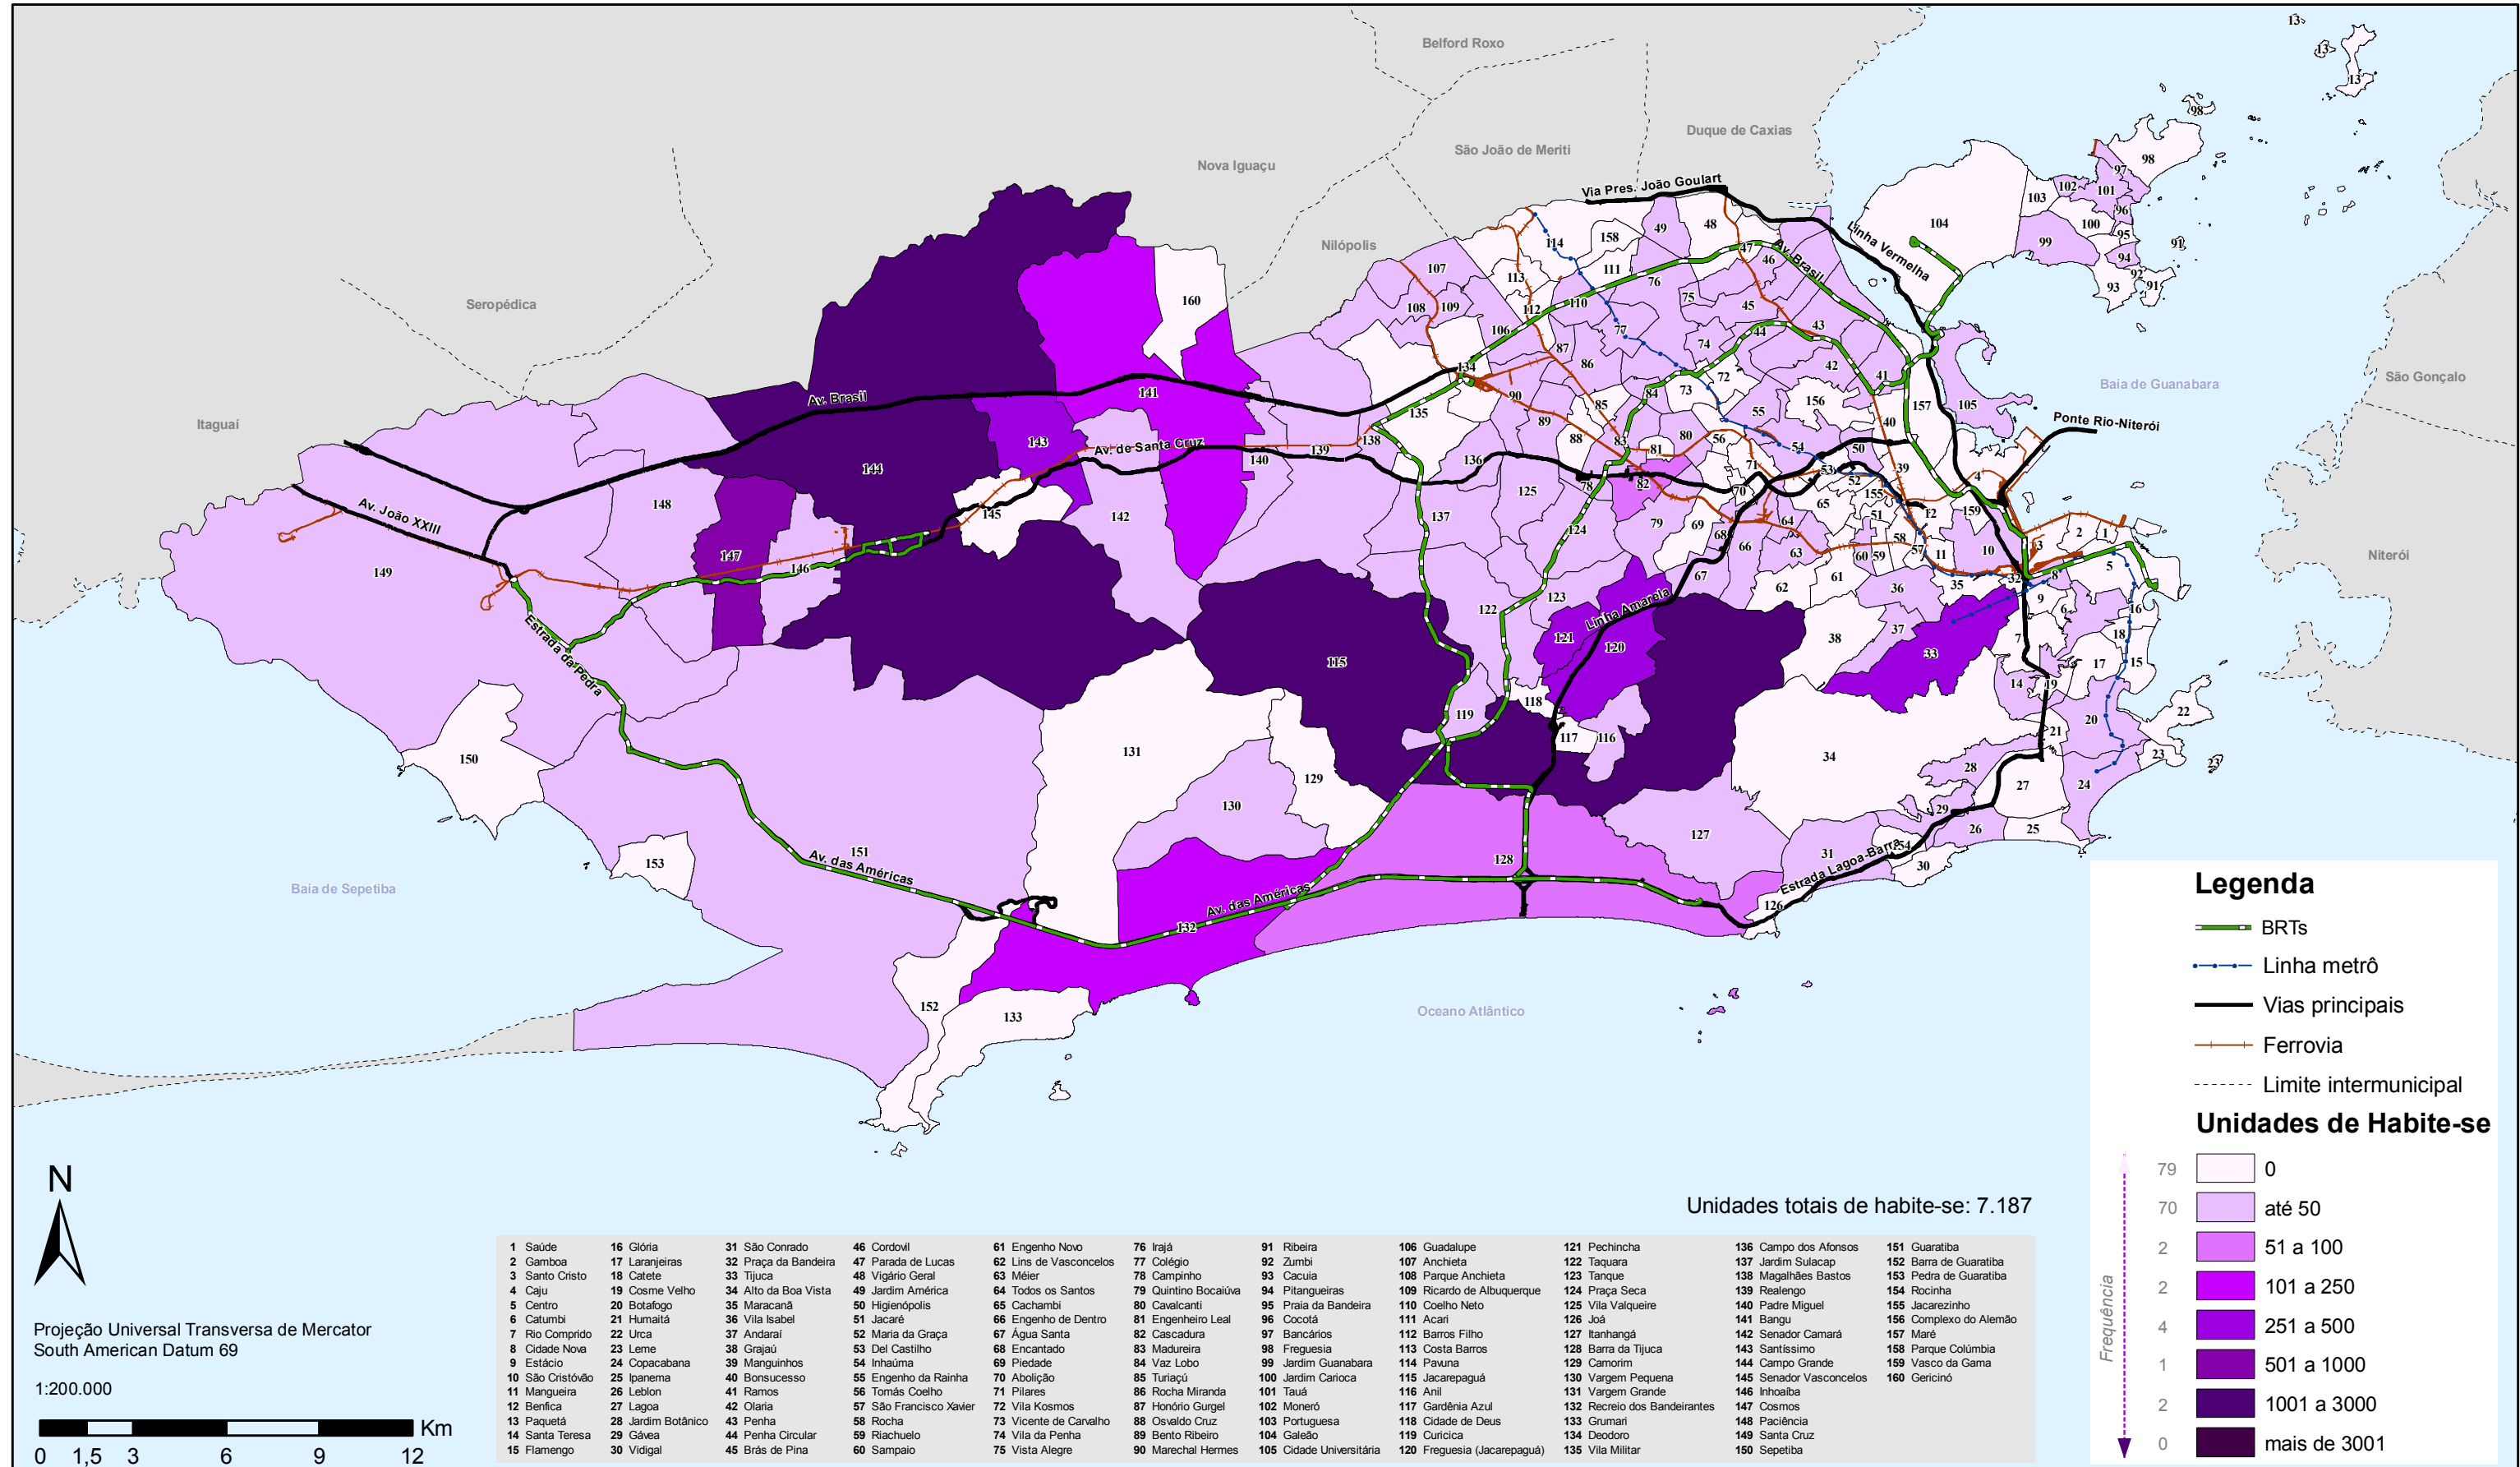 Belford Roxo
Duque de Caxias
São João de Meriti
Nova Iguaçu
Nilópolis
Seropédica
Itaguaí
São Gonçalo
Niterói
Baía de Guanabara
Baía de Sepetiba
Oceano Atlântico
Via Pres. João Goulart
Linha Vermelha
Av. Brasil
Av. Brasil
Ponte Rio-Niterói
Av. de Santa Cruz
Av. João XXIII
Estrada da Pedra
Linha Amarela
Av. das Américas
Av. das Américas
Estrada Lagoa-Barra
Legenda
BRTs
Linha metrô
Vias principais
Ferrovia
Limite intermunicipal
Unidades de Habite-se
Frequência
79 0
70 até 50
2 51 a 100
2 101 a 250
4 251 a 500
1 501 a 1000
2 1001 a 3000
0 mais de 3001
Unidades totais de habite-se: 7.187
N
Projeção Universal Transversa de Mercator
South American Datum 69
1:200.000
Km
0 1,5 3 6 9 12
1 Saúde
2 Gamboa
3 Santo Cristo
4 Caju
5 Centro
6 Catumbi
7 Rio Comprido
8 Cidade Nova
9 Estácio
10 São Cristóvão
11 Mangueira
12 Benfica
13 Paquetá
14 Santa Teresa
15 Flamengo
16 Glória
17 Laranjeiras
18 Catete
19 Cosme Velho
20 Botafogo
21 Humaitá
22 Urca
23 Leme
24 Copacabana
25 Ipanema
26 Leblon
27 Lagoa
28 Jardim Botânico
29 Gávea
30 Vidigal
31 São Conrado
32 Praça da Bandeira
33 Tijuca
34 Alto da Boa Vista
35 Maracanã
36 Vila Isabel
37 Andaraí
38 Grajaú
39 Manguinhos
40 Bonsucesso
41 Ramos
42 Olaria
43 Penha
44 Penha Circular
45 Brás de Pina
46 Cordovil
47 Parada de Lucas
48 Vigário Geral
49 Jardim América
50 Higienópolis
51 Jacaré
52 Maria da Graça
53 Del Castilho
54 Inhaúma
55 Engenho da Rainha
56 Tomás Coelho
57 São Francisco Xavier
58 Rocha
59 Riachuelo
60 Sampaio
61 Engenho Novo
62 Lins de Vasconcelos
63 Méier
64 Todos os Santos
65 Cachambi
66 Engenho de Dentro
67 Água Santa
68 Encantado
69 Piedade
70 Abolição
71 Pilares
72 Vila Kosmos
73 Vicente de Carvalho
74 Vila da Penha
75 Vista Alegre
76 Irajá
77 Colégio
78 Campinho
79 Quintino Bocaiúva
80 Cavalcanti
81 Engenheiro Leal
82 Cascadura
83 Madureira
84 Vaz Lobo
85 Turiaçú
86 Rocha Miranda
87 Honório Gurgel
88 Osvaldo Cruz
89 Bento Ribeiro
90 Marechal Hermes
91 Ribeira
92 Zumbi
93 Cacuia
94 Pitangueiras
95 Praia da Bandeira
96 Cocotá
97 Bancários
98 Freguesia
99 Jardim Guanabara
100 Jardim Carioca
101 Tauá
102 Moneró
103 Portuguesa
104 Galeão
105 Cidade Universitária
106 Guadalupe
107 Anchieta
108 Parque Anchieta
109 Ricardo de Albuquerque
110 Coelho Neto
111 Acari
112 Barros Filho
113 Costa Barros
114 Pavuna
115 Jacarepaguá
116 Anil
117 Gardênia Azul
118 Cidade de Deus
119 Curicica
120 Freguesia (Jacarepaguá)
121 Pechincha
122 Taquara
123 Tanque
124 Praça Seca
125 Vila Valqueire
126 Joá
127 Itanhangá
128 Barra da Tijuca
129 Camorim
130 Vargem Pequena
131 Vargem Grande
132 Recreio dos Bandeirantes
133 Grumari
134 Deodoro
135 Vila Militar
136 Campo dos Afonsos
137 Jardim Sulacap
138 Magalhães Bastos
139 Realengo
140 Padre Miguel
141 Bangu
142 Senador Camará
143 Santíssimo
144 Campo Grande
145 Senador Vasconcelos
146 Inhoaíba
147 Cosmos
148 Paciência
149 Santa Cruz
150 Sepetiba
151 Guaratiba
152 Barra de Guaratiba
153 Pedra de Guaratiba
154 Rocinha
155 Jacarezinho
156 Complexo do Alemão
157 Maré
158 Parque Colúmbia
159 Vasco da Gama
160 Gericinó